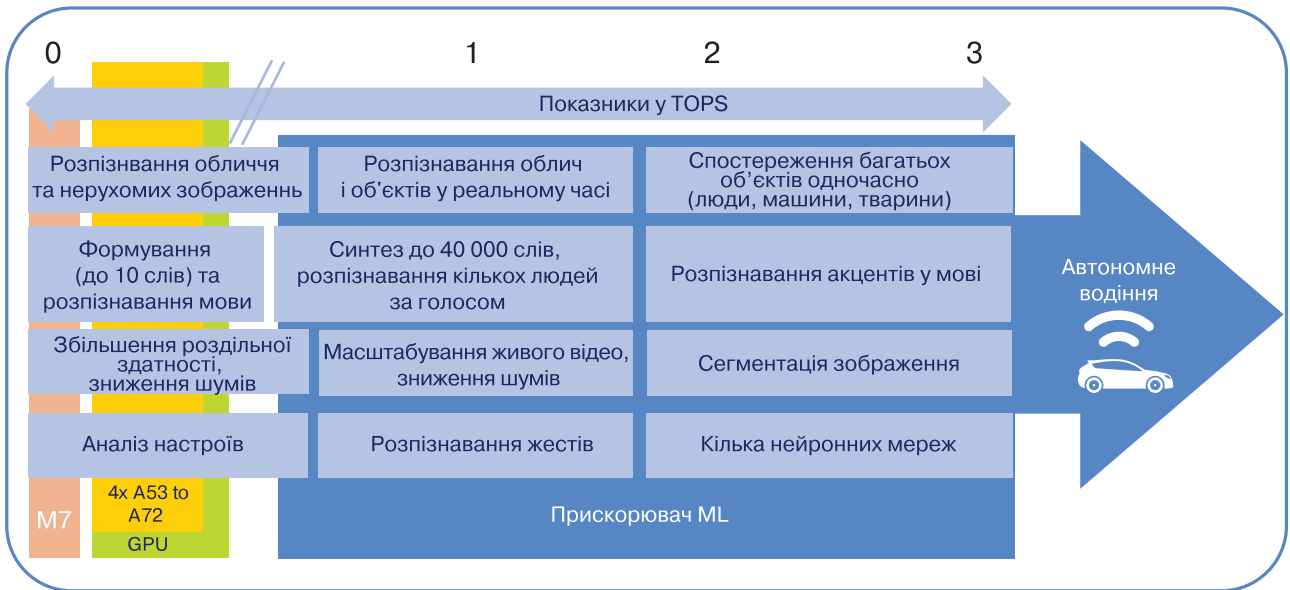 0
1
2
3
Показники у TOPS
Розпізнвання обличчя
та нерухомих зображеннь
Розпізнавання облич
і об'єктів у реальному часі
Спостереження багатьох
об’єктів одночасно
(люди, машини, тварини)
Формування
(до 10 слів) та
розпізнавання мови
Синтез до 40 000 слів,
розпізнавання кількох людей
за голосом
Розпізнавання акцентів у мові
Збільшення роздільної
здатності,
зниження шумів
Масштабування живого відео,
зниження шумів
Сегментація зображення
Аналіз настроїв
Розпізнавання жестів
Кілька нейронних мереж
Автономне
водіння
M7
4x A53 to
A72
GPU
Прискорювач ML